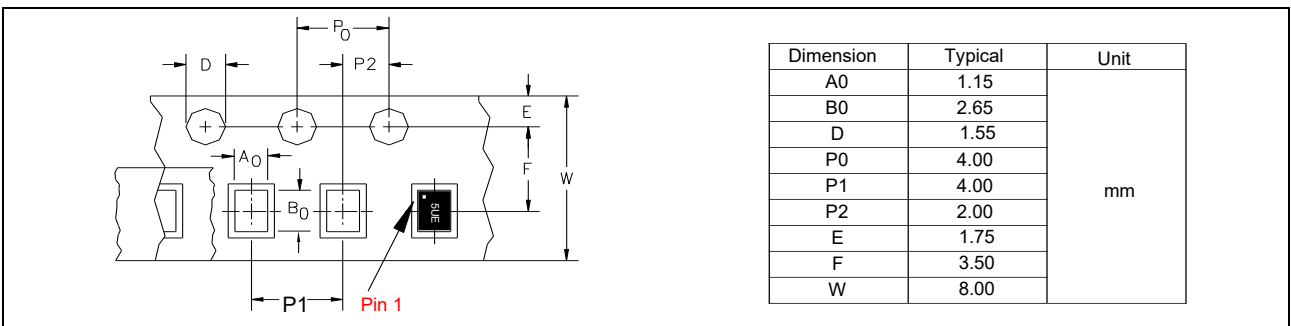 P0
D
P2
E
A0
F
W
B0
5UE
P1
Pin 1
Dimension Typical Unit
A0 1.15
B0 2.65
D 1.55
P0 4.00
P1 4.00
mm
P2 2.00
E 1.75
F 3.50
W 8.00